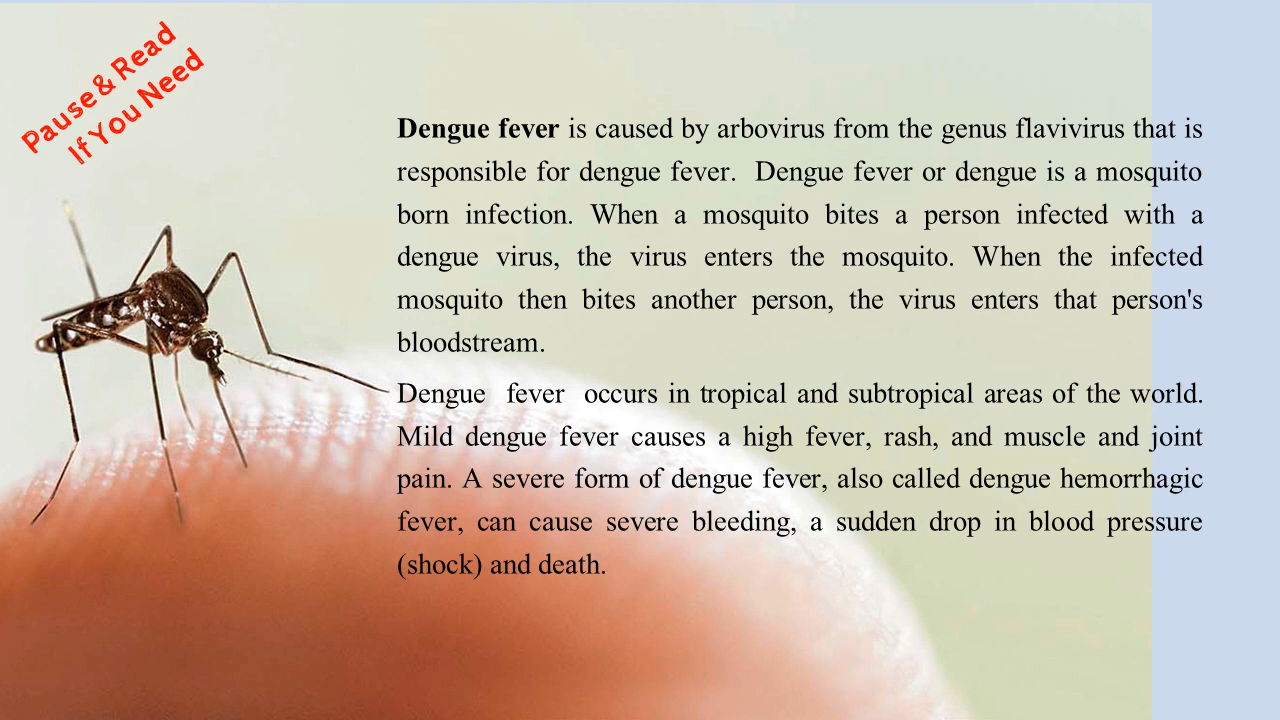 Pause & Read
If You Need
Dengue fever is caused by arbovirus from the genus flavivirus that is
responsible for dengue fever. Dengue fever or dengue is a mosquito
born infection. When a mosquito bites a person infected with a
dengue virus, the virus enters the mosquito. When the infected
mosquito then bites another person, the virus enters that person's
bloodstream.
Dengue fever occurs in tropical and subtropical areas of the world.
Mild dengue fever causes a high fever, rash, and muscle and joint
pain. A severe form of dengue fever, also called dengue hemorrhagic
fever, can cause severe bleeding, a sudden drop in blood pressure
(shock) and death.